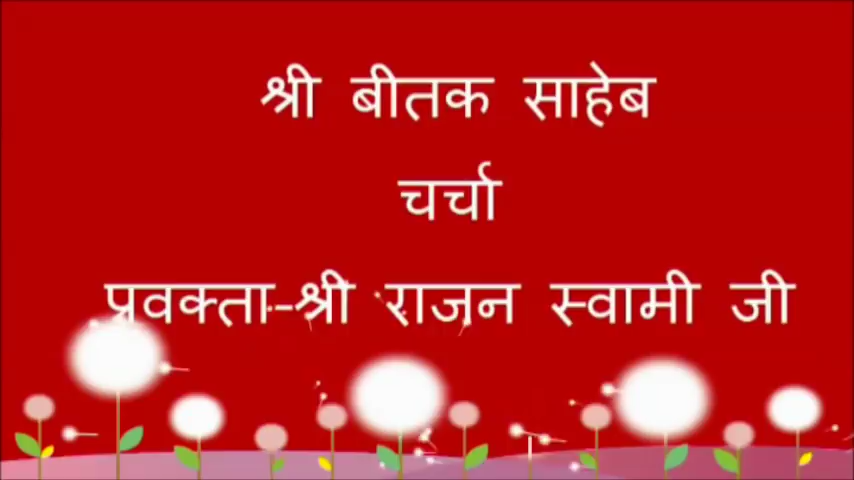 श्री बीतक साहेब
चर्चा
प्रवक्ता-श्री राजन स्वामी जी